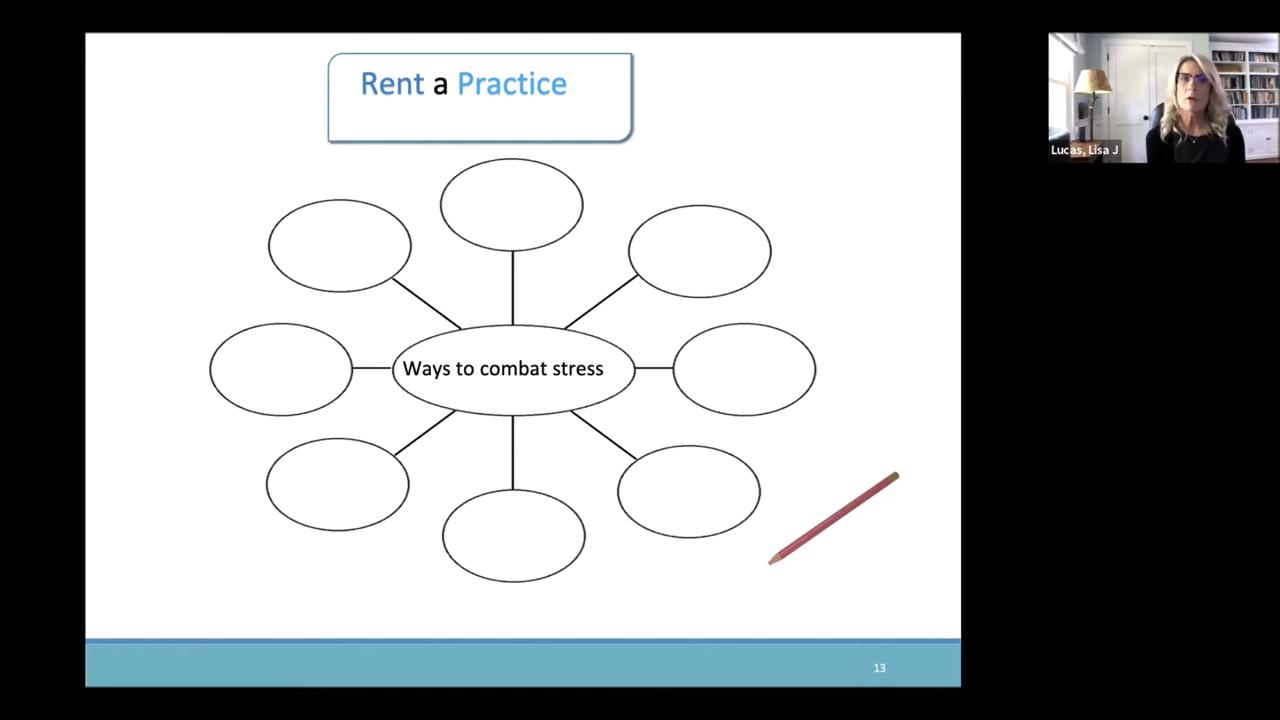 Rent a Practice
Lucas, Lisa J
Ways to combat stress
13